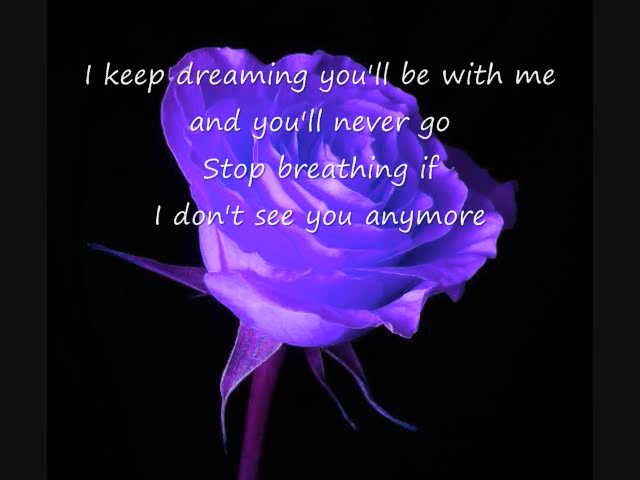 I keep dreaming you'll be with me
and you'll never go
Stop breathing if
I don't see you anymore